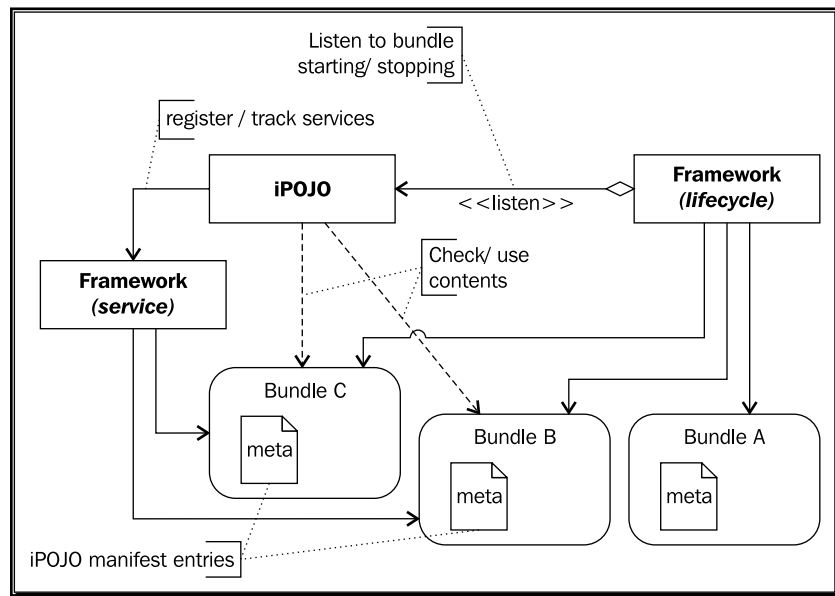 Listen to bundle
starting/ stopping
register / track services
iPOJO
<<listen>>
Framework
(lifecycle)
Framework
(service)
Check/ use
contents
Bundle C
meta
Bundle B
meta
Bundle A
meta
iPOJO manifest entries